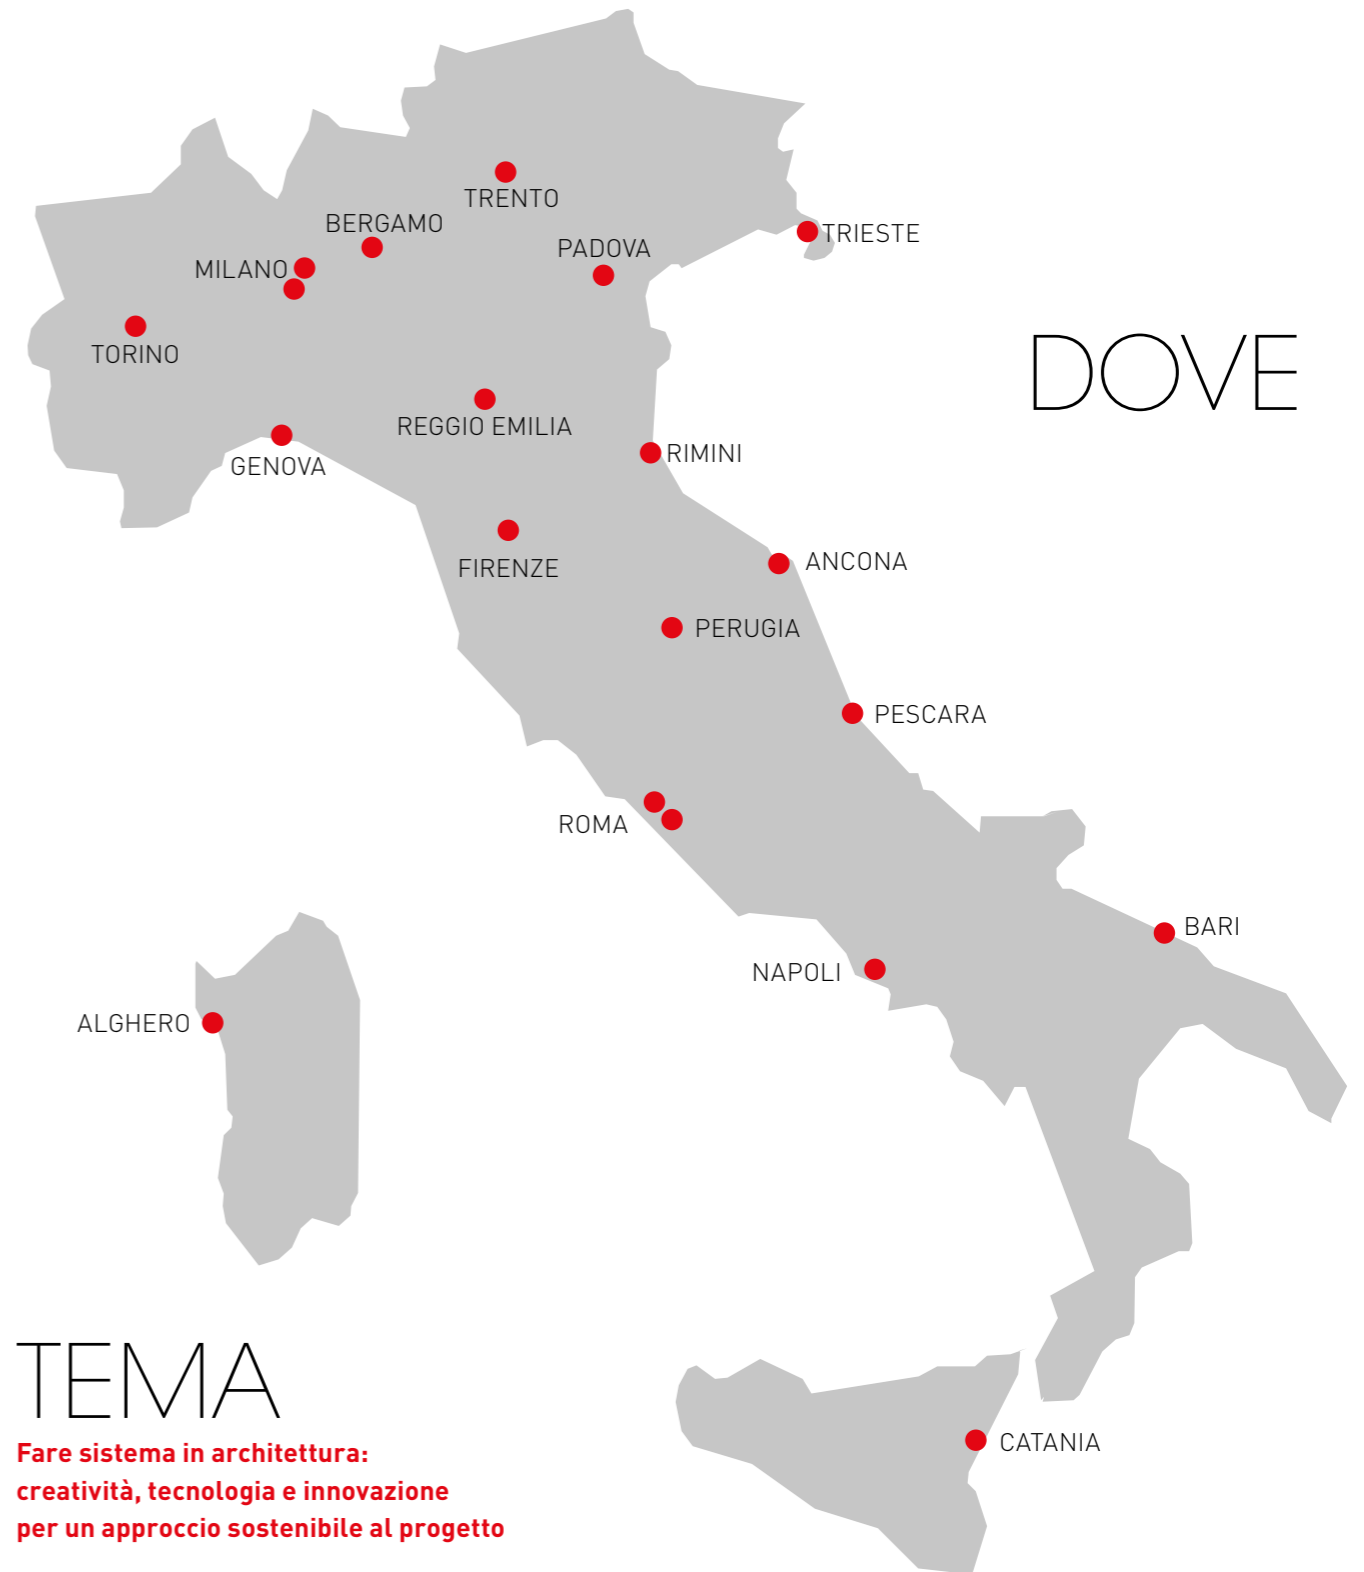 TRENTO
BERGAMO
TRIESTE
PADOVA
MILANO
TORINO
DOVE
REGGIO EMILIA
RIMINI
GENOVA
ANCONA
FIRENZE
PERUGIA
PESCARA
ROMA
BARI
NAPOLI
ALGHERO
TEMA
Fare sistema in architettura:
creatività, tecnologia e innovazione
per un approccio sostenibile al progetto
CATANIA